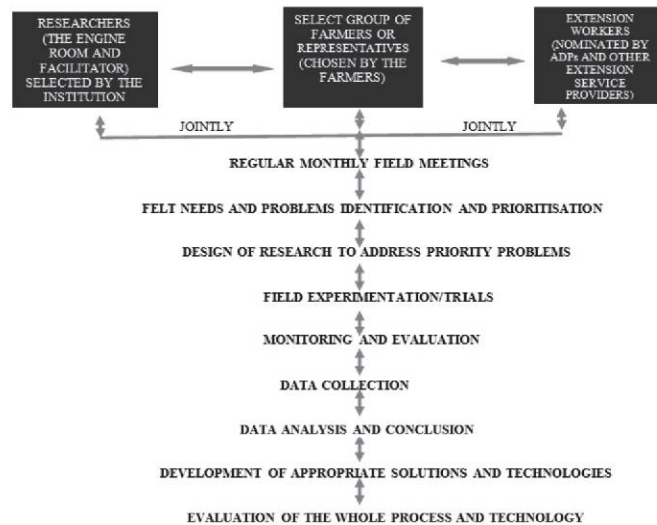 RESEARCHERS
(THE ENGINE
ROOM AND
FACILITATOR)
SELECTED BY THE
INSTITUTION
SELECT GROUP OF
FARMERS OR
REPRESENTATIVES
(CHOSEN BY THE
FARMERS)
EXTENSION
WORKERS
(NOMINATED BY
ADPs AND OTHER
EXTENSION
SERVICE
PROVIDERS)
JOINTLY
JOINTLY
REGULAR MONTHLY FIELD MEETINGS
FELT NEEDS AND PROBLEMS IDENTIFICATION AND PRIORITISATION
DESIGN OF RESEARCH TO ADDRESS PRIORITY PROBLEMS
FIELD EXPERIMENTATION/TRIALS
MONITORING AND EVALUATION
DATA COLLECTION
DATA ANALYSIS AND CONCLUSION
DEVELOPMENT OF APPROPRIATE SOLUTIONS AND TECHNOLOGIES
EVALUATION OF THE WHOLE PROCESS AND TECHNOLOGY